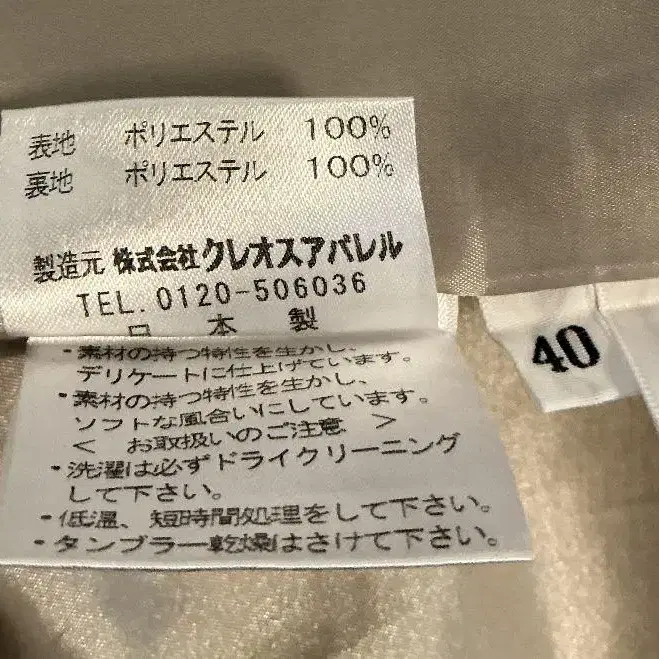 表地 ポリエステル 100%
裏地 ポリエステル 100%
製造元 株式会社クレオスアパレル
TEL. 0120-506036
日本製
・素材の持つ特性を生かし、
デリケートに仕上げています。
・素材の持つ特性を生かし、
ソフトな風合いにしています。
< お取扱いのご注意 >
・洗濯は必ずドライクリーニング
して下さい。
・低温、短時間処理をして下さい。
・タンブラー乾燥はさけて下さい。
40